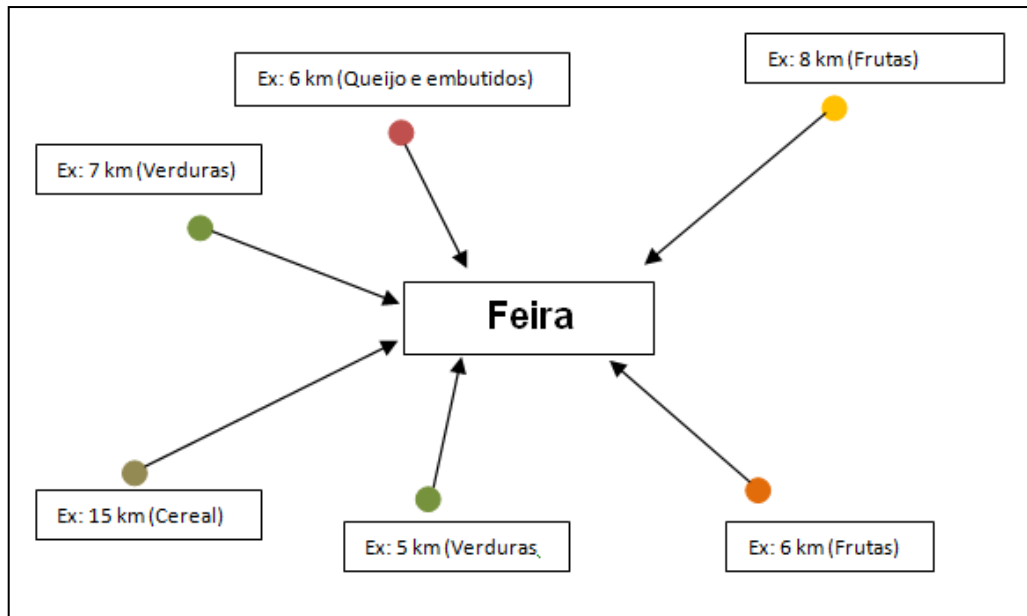 Ex: 6 km (Queijo e embutidos)
Ex: 8 km (Frutas)
Ex: 7 km (Verduras)
Feira
Ex: 15 km (Cereal)
Ex: 5 km (Verduras
Ex: 6 km (Frutas)